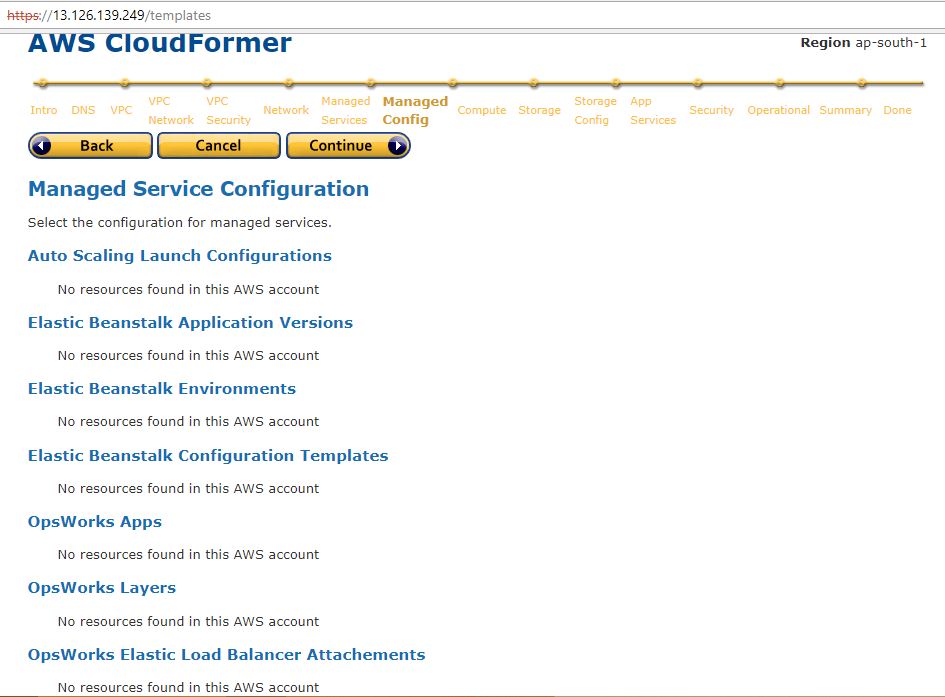 https://13.126.139.249/templates
AWS CloudFormer
Region ap-south-1
Intro
DNS
VPC
VPC
Network
VPC
Security
Network
Managed
Services
Managed
Config
Compute
Storage
Storage
Config
App
Services
Security
Operational
Summary
Done
Back
Cancel
Continue
Managed Service Configuration
Select the configuration for managed services.
Auto Scaling Launch Configurations
No resources found in this AWS account
Elastic Beanstalk Application Versions
No resources found in this AWS account
Elastic Beanstalk Environments
No resources found in this AWS account
Elastic Beanstalk Configuration Templates
No resources found in this AWS account
OpsWorks Apps
No resources found in this AWS account
OpsWorks Layers
No resources found in this AWS account
OpsWorks Elastic Load Balancer Attachements
No resources found in this AWS account